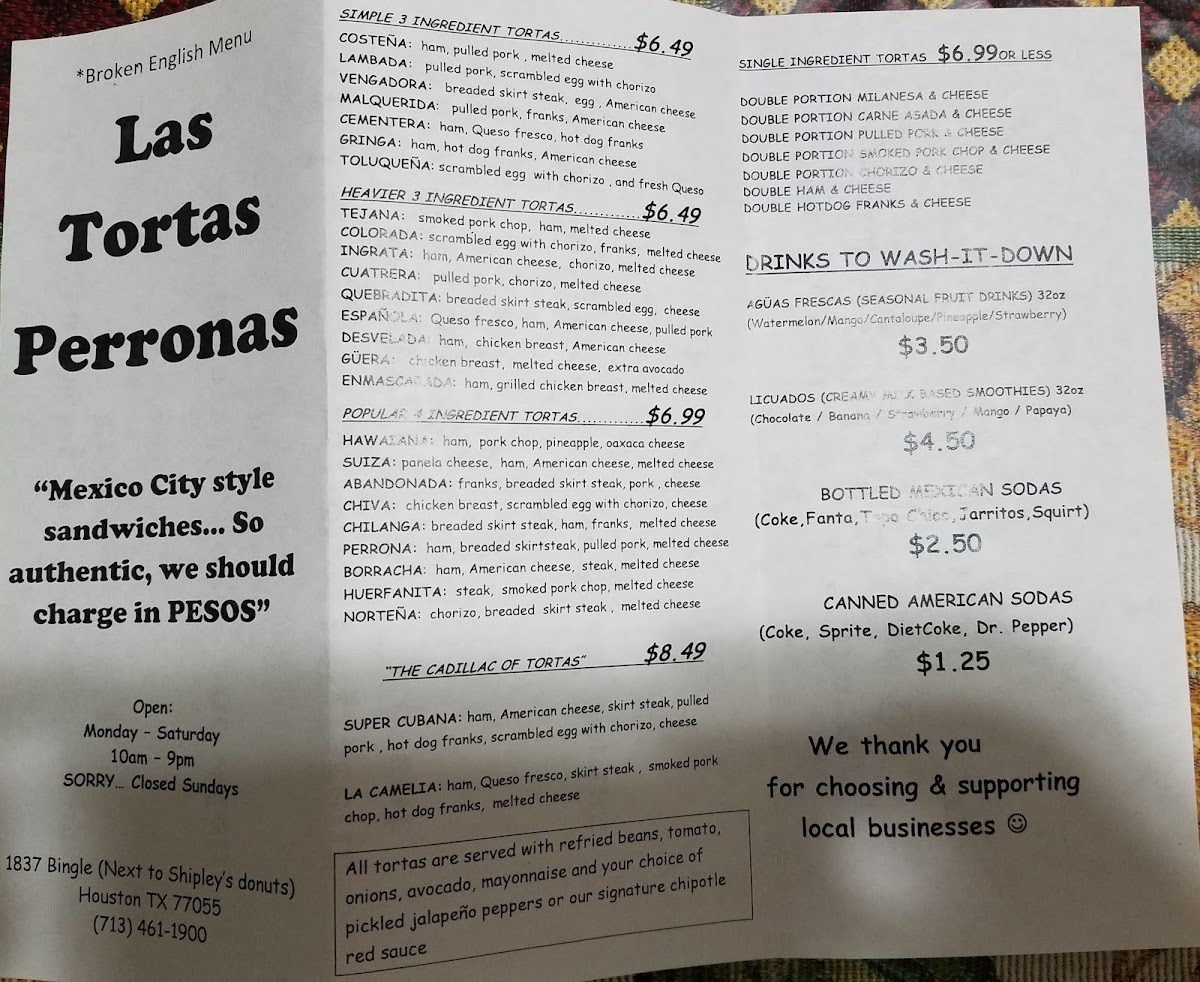 *Broken English Menu
Las
Tortas
Perronas
“Mexico City style
sandwiches... So
authentic, we should
charge in PESOS”
Open:
Monday – Saturday
10am – 9pm
SORRY... Closed Sundays
1837 Bingle (Next to Shipley's donuts)
Houston TX 77055
(713) 461-1900
SIMPLE 3 INGREDIENT TORTAS.............$6.49
COSTEÑA: ham, pulled pork , melted cheese
LAMBADA: pulled pork, scrambled egg with chorizo
VENGADORA: breaded skirt steak, egg , American cheese
MALQUERIDA: pulled pork, franks, American cheese
CEMENTERA: ham, Queso fresco, hot dog franks
GRINGA: ham, hot dog franks, American cheese
TOLUQUEÑA: scrambled egg with chorizo , and fresh Queso
HEAVIER 3 INGREDIENT TORTAS............$6.49
TEJANA: smoked pork chop, ham, melted cheese
COLORADA: scrambled egg with chorizo, franks, melted cheese
INGRATA: ham, American cheese, chorizo, melted cheese
CUATRERA: pulled pork, chorizo, melted cheese
QUEBRADITA: breaded skirt steak, scrambled egg, cheese
ESPAÑOLA: Queso fresco, ham, American cheese, pulled pork
DESVELADA: ham, chicken breast, American cheese
GÜERA: chicken breast, melted cheese, extra avocado
ENMASCARADA: ham, grilled chicken breast, melted cheese
POPULAR 4 INGREDIENT TORTAS............$6.99
HAWAIANA: ham, pork chop, pineapple, oaxaca cheese
SUIZA: panela cheese, ham, American cheese, melted cheese
ABANDONADA: franks, breaded skirt steak, pork , cheese
CHIVA: chicken breast, scrambled egg with chorizo, cheese
CHILANGA: breaded skirt steak, ham, franks, melted cheese
PERRONA: ham, breaded skirtsteak, pulled pork, melted cheese
BORRACHA: ham, American cheese, steak, melted cheese
HUERFANITA: steak, smoked pork chop, melted cheese
NORTEÑA: chorizo, breaded skirt steak , melted cheese
"THE CADILLAC OF TORTAS" $8.49
SUPER CUBANA: ham, American cheese, skirt steak, pulled
pork , hot dog franks, scrambled egg with chorizo, cheese
LA CAMELIA: ham, Queso fresco, skirt steak , smoked pork
chop, hot dog franks, melted cheese
All tortas are served with refried beans, tomato,
onions, avocado, mayonnaise and your choice of
pickled jalapeño peppers or our signature chipotle
red sauce
SINGLE INGREDIENT TORTAS $6.99 OR LESS
DOUBLE PORTION MILANESA & CHEESE
DOUBLE PORTION CARNE ASADA & CHEESE
DOUBLE PORTION PULLED PORK & CHEESE
DOUBLE PORTION SMOKED PORK CHOP & CHEESE
DOUBLE PORTION CHORIZO & CHEESE
DOUBLE HAM & CHEESE
DOUBLE HOTDOG FRANKS & CHEESE
DRINKS TO WASH-IT-DOWN
AGÜAS FRESCAS (SEASONAL FRUIT DRINKS) 32oz
(Watermelon/Mango/Cantaloupe/Pineapple/Strawberry)
$3.50
LICUADOS (CREAMY MILK BASED SMOOTHIES) 32oz
(Chocolate / Banana / Strawberry / Mango / Papaya)
$4.50
BOTTLED MEXICAN SODAS
(Coke,Fanta,Topo Chico,Jarritos,Squirt)
$2.50
CANNED AMERICAN SODAS
(Coke, Sprite, DietCoke, Dr. Pepper)
$1.25
We thank you
for choosing & supporting
local businesses ☺